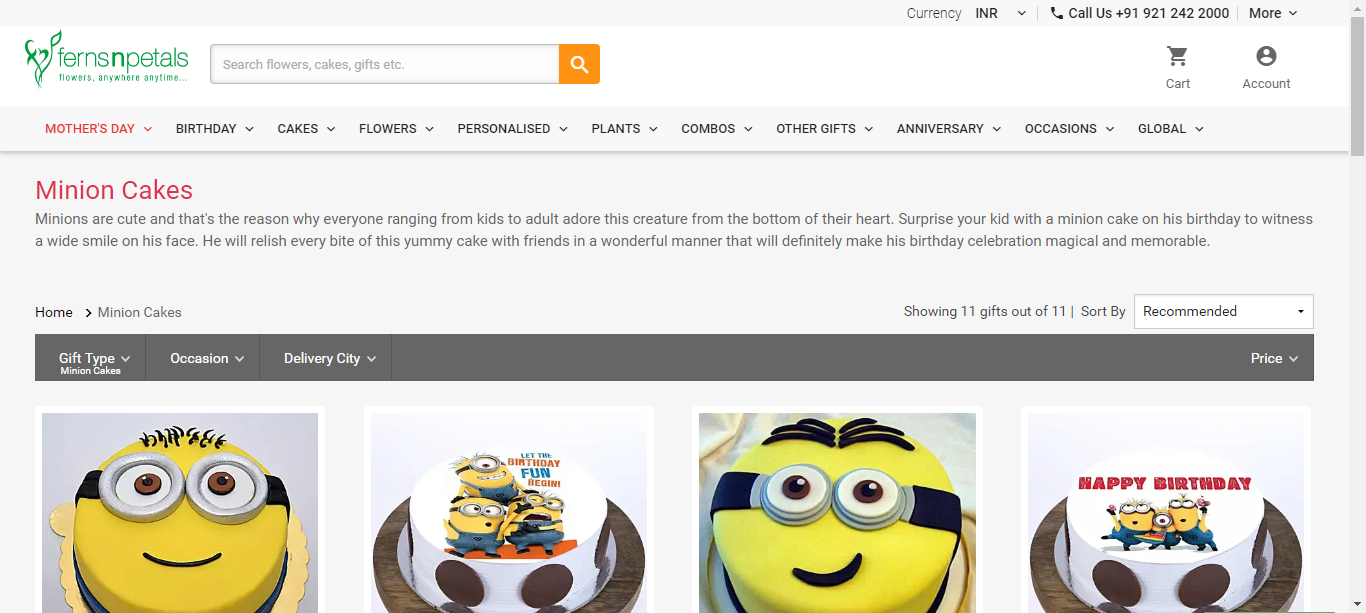 Currency INR Call Us +91 921 242 2000 More
fernsnpetals
flowers, anywhere anytime...
Search flowers, cakes, gifts etc.
Cart Account
MOTHER'S DAY BIRTHDAY CAKES FLOWERS PERSONALISED PLANTS COMBOS OTHER GIFTS ANNIVERSARY OCCASIONS GLOBAL
Minion Cakes
Minions are cute and that's the reason why everyone ranging from kids to adult adore this creature from the bottom of their heart. Surprise your kid with a minion cake on his birthday to witness
a wide smile on his face. He will relish every bite of this yummy cake with friends in a wonderful manner that will definitely make his birthday celebration magical and memorable.
Home Minion Cakes Showing 11 gifts out of 11 | Sort By Recommended
Gift Type Occasion Delivery City Price
Minion Cakes
LET THE
BIRTHDAY
FUN
BEGIN!
HAPPY BIRTHDAY